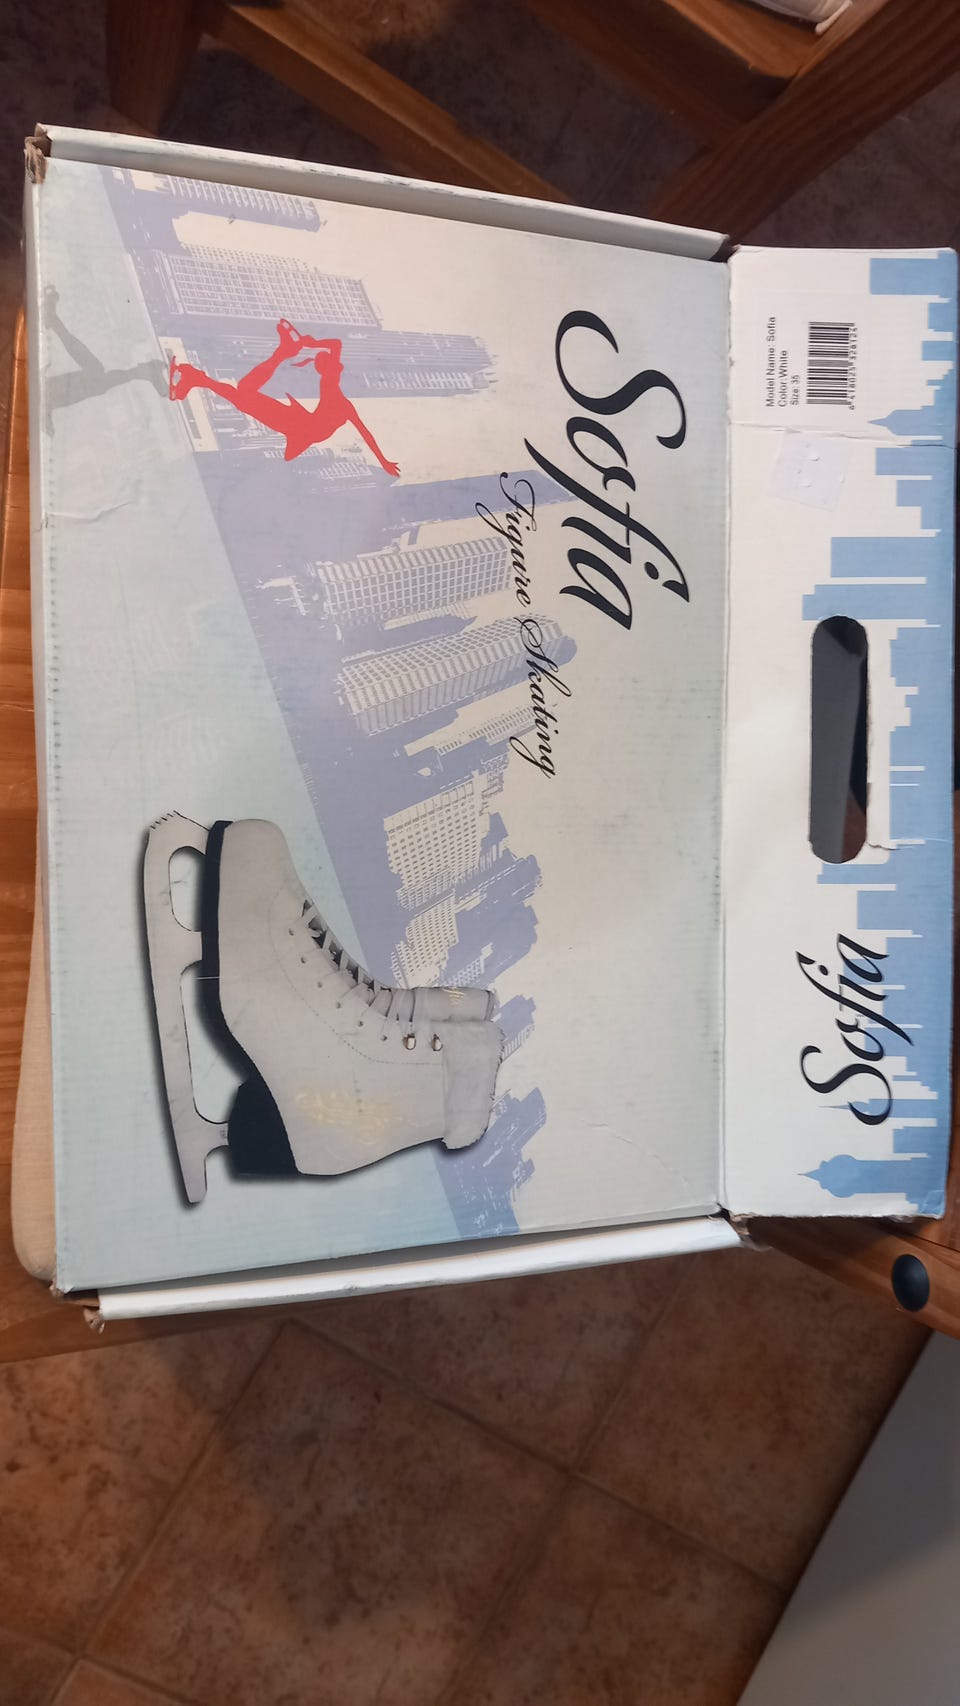 Sofia
Figure Skating
Model Name: Sofia
Color:White
Size: 35
Sofia